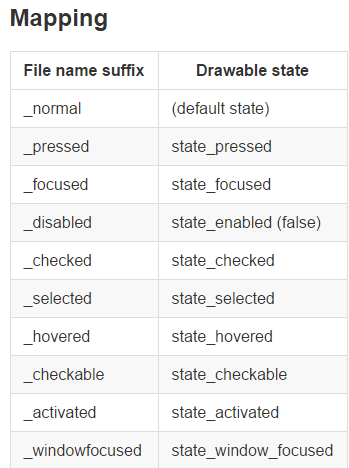 Mapping
File name suffix Drawable state
_normal (default state)
_pressed state_pressed
_focused state_focused
_disabled state_enabled (false)
_checked state_checked
_selected state_selected
_hovered state_hovered
_checkable state_checkable
_activated state_activated
_windowfocused state_window_focused